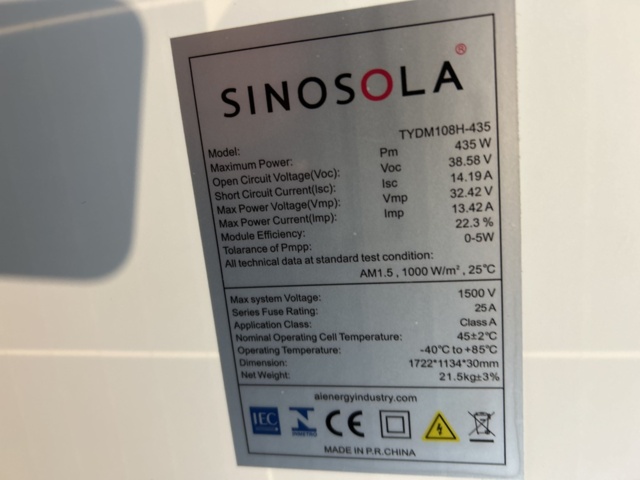 SINOSOLA®
Model: TYDM108H-435
Maximum Power: Pm 435 W
Open Circuit Voltage(Voc): Voc 38.58 V
Short Circuit Current(Isc): Isc 14.19 A
Max Power Voltage(Vmp): Vmp 32.42 V
Max Power Current(Imp): Imp 13.42 A
Module Efficiency: 22.3 %
Tolarance of Pmpp: 0-5W
All technical data at standard test condition:
AM1.5 , 1000 W/m² , 25℃
Max system Voltage: 1500 V
Series Fuse Rating: 25A
Application Class: Class A
Nominal Operating Cell Temperature: 45±2℃
Operating Temperature: -40℃ to +85℃
Dimension: 1722*1134*30mm
Net Weight: 21.5kg±3%
aienergyindustry.com
IEC CE
MADE IN P.R.CHINA